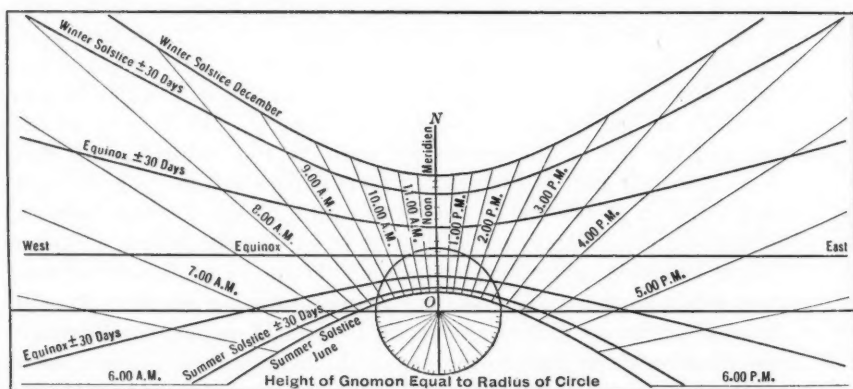 Winter Solstice ±30 Days
Winter Solstice December
N
Meridien
Noon
Equinox ±30 Days
9.00 A.M.
10.00 A.M.
11.00 A.M.
1.00 P.M.
2.00 P.M.
3.00 P.M.
8.00 A.M.
4.00 P.M.
West
Equinox
East
7.00 A.M.
5.00 P.M.
O
Equinox ±30 Days
Summer Solstice ±30 Days
Summer Solstice
June
6.00 A.M.
6.00 P.M.
Height of Gnomon Equal to Radius of Circle